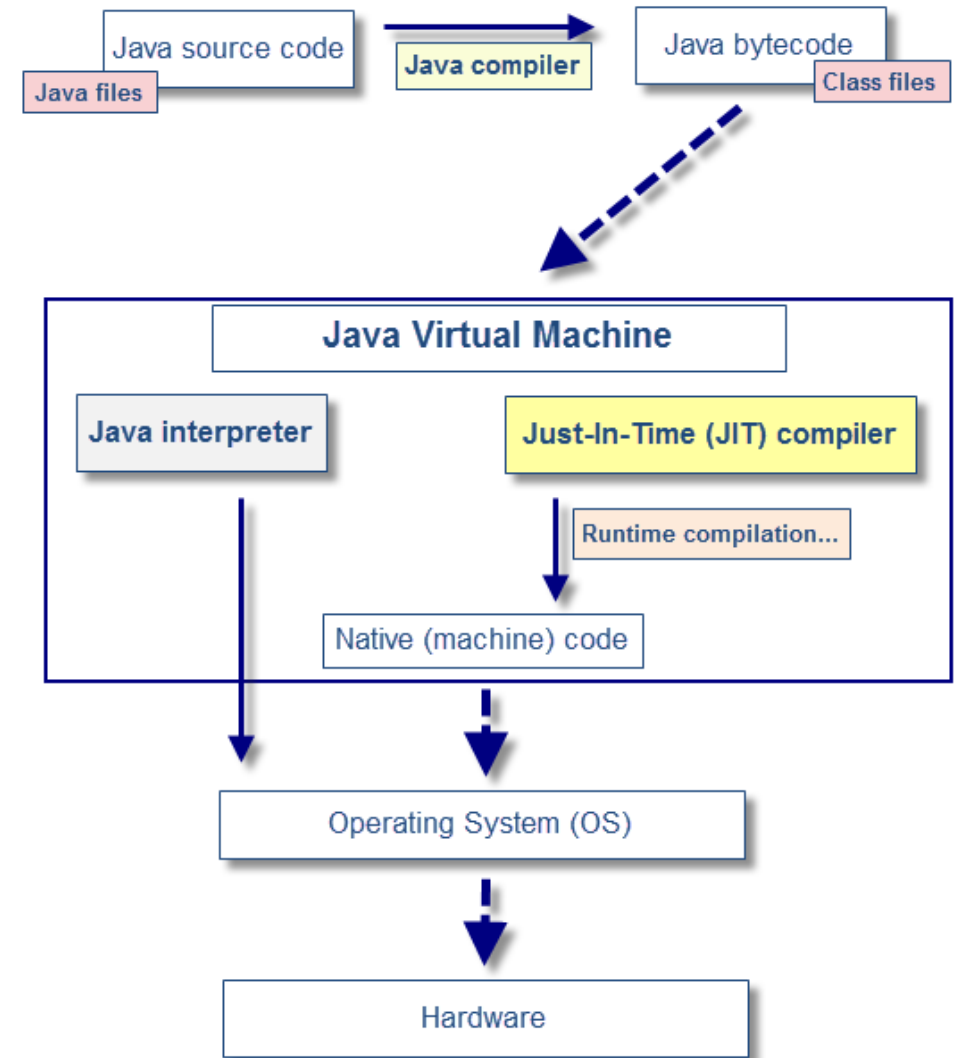 Java source code
Java files
Java compiler
Java bytecode
Class files
Java Virtual Machine
Java interpreter
Just-In-Time (JIT) compiler
Runtime compilation...
Native (machine) code
Operating System (OS)
Hardware